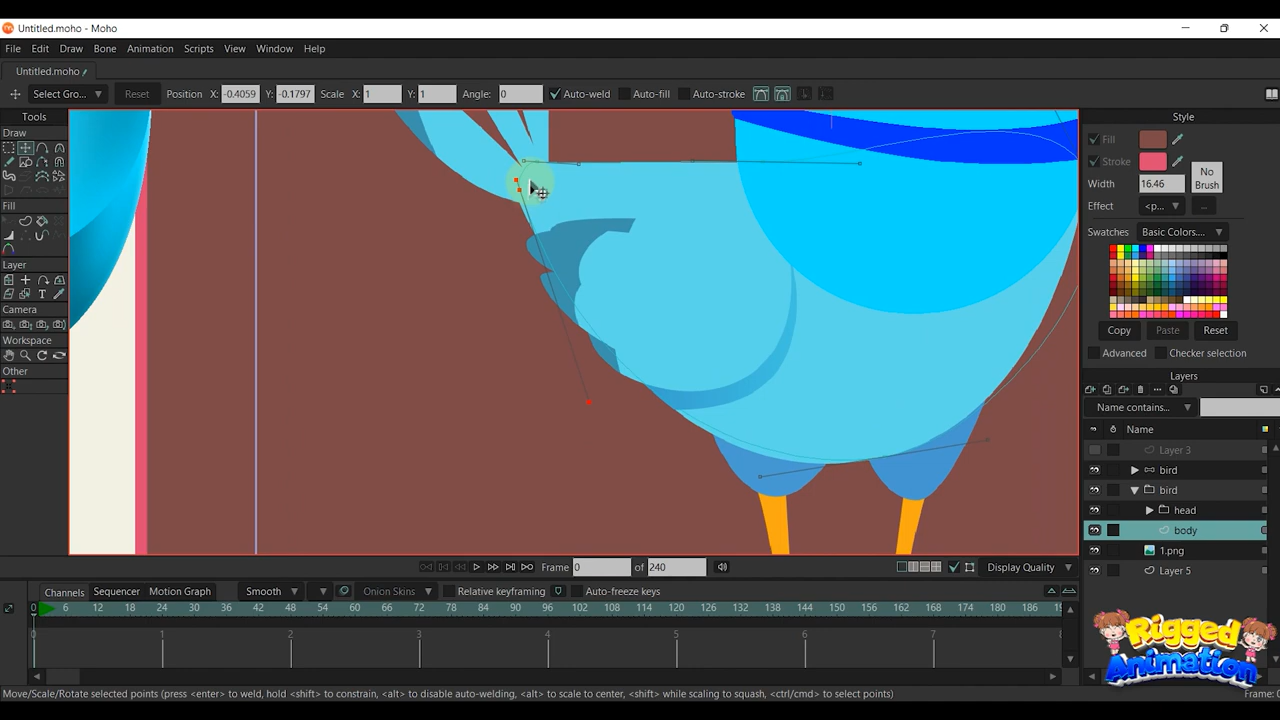 Untitled.moho - Moho
File Edit Draw Bone Animation Scripts View Window Help
Untitled.moho
Select Gro... Reset Position X: -0.4059 Y: -0.1797 Scale X: 1 Y: 1 Angle: 0 Auto-weld Auto-fill Auto-stroke
Tools
Draw
Fill
Layer
T
Camera
Workspace
Other
Style
Fill
Stroke
No
Brush
Width 16.46
Effect <p... ...
Swatches Basic Colors....
Copy Paste Reset
Advanced Checker selection
Layers
Name contains...
Name
Layer 3
bird
bird
head
body
1.png
Layer 5
Frame 0 of 240 Display Quality
Channels Sequencer Motion Graph Smooth Onion Skins Relative keyframing Auto-freeze keys
0 6 12 18 24 30 36 42 48 54 60 66 72 78 84 90 96 102 108 114 120 126 132 138 144 150 156 162 168 174 180 186 19
0 1 2 3 4 5 6 7
Rigged
Animation
Move/Scale/Rotate selected points (press <enter> to weld, hold <shift> to constrain, <alt> to disable auto-welding, <alt> to scale to center, <shift> while scaling to squash, <ctrl/cmd> to select points)
Frame: 0